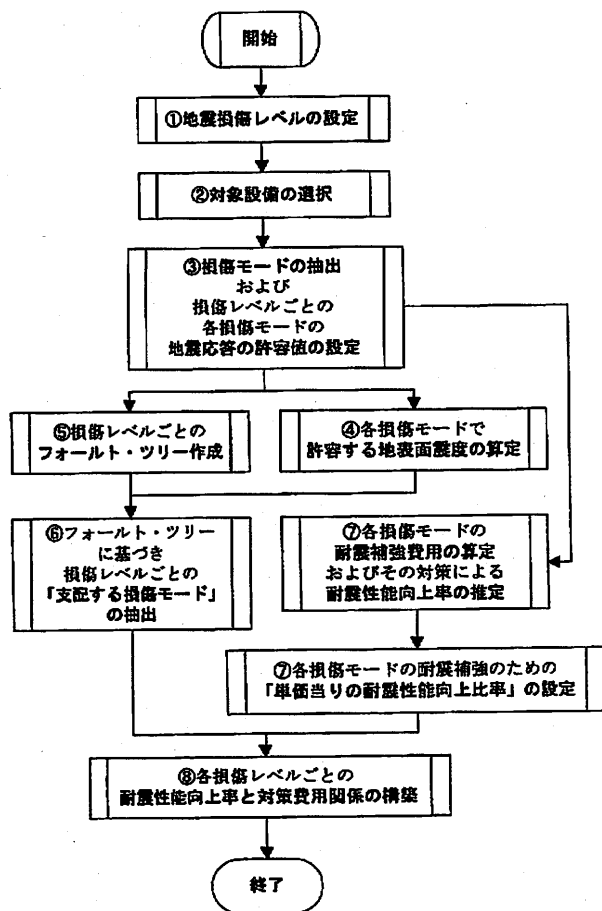 開始
①地震損傷レベルの設定
②対象設備の選択
③損傷モードの抽出
および
損傷レベルごとの
各損傷モードの
地震応答の許容値の設定
⑤損傷レベルごとの
フォールト・ツリー作成
④各損傷モードで
許容する地表面震度の算定
⑥フォールト・ツリー
に基づき
損傷レベルごとの
「支配する損傷モード」
の抽出
⑦各損傷モードの
耐震補強費用の算定
およびその対策による
耐震性能向上率の推定
⑦各損傷モードの耐震補強のための
「単価当りの耐震性能向上比率」の設定
⑧各損傷レベルごとの
耐震性能向上率と対策費用関係の構築
終了